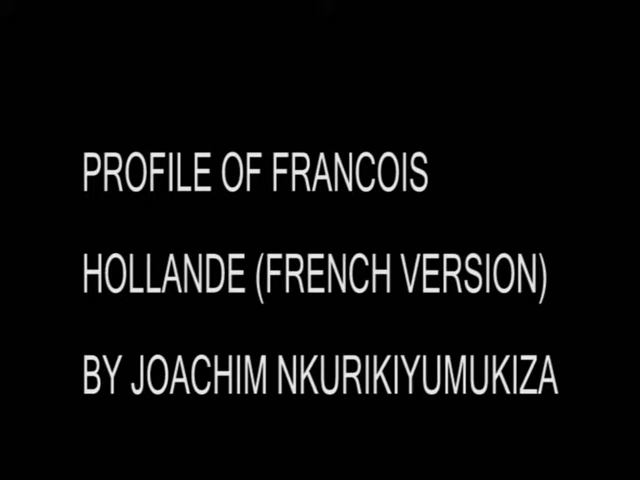 PROFILE OF FRANCOIS
HOLLANDE (FRENCH VERSION)
BY JOACHIM NKURIKIYUMUKIZA